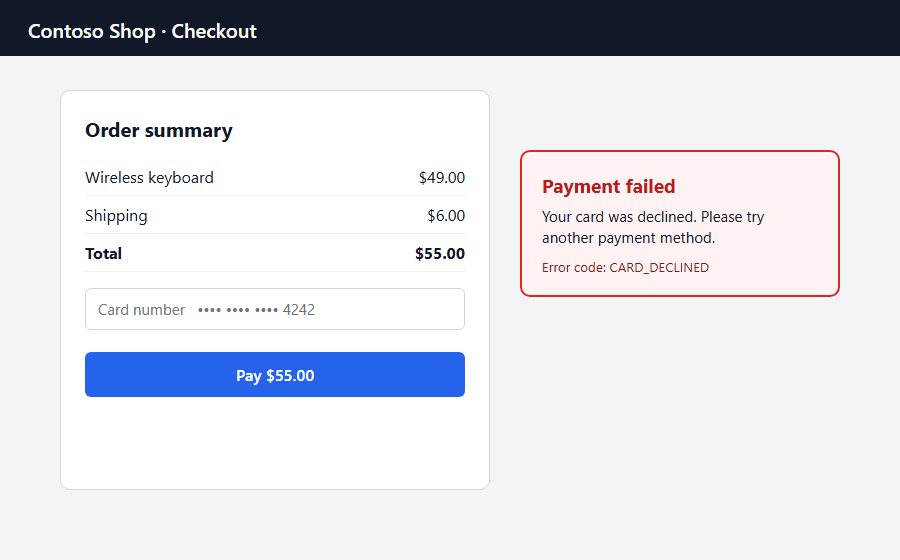 Contoso Shop · Checkout
Order summary
Wireless keyboard $49.00
Shipping $6.00
Total $55.00
Card number •••• •••• •••• 4242
Pay $55.00
Payment failed
Your card was declined. Please try
another payment method.
Error code: CARD_DECLINED